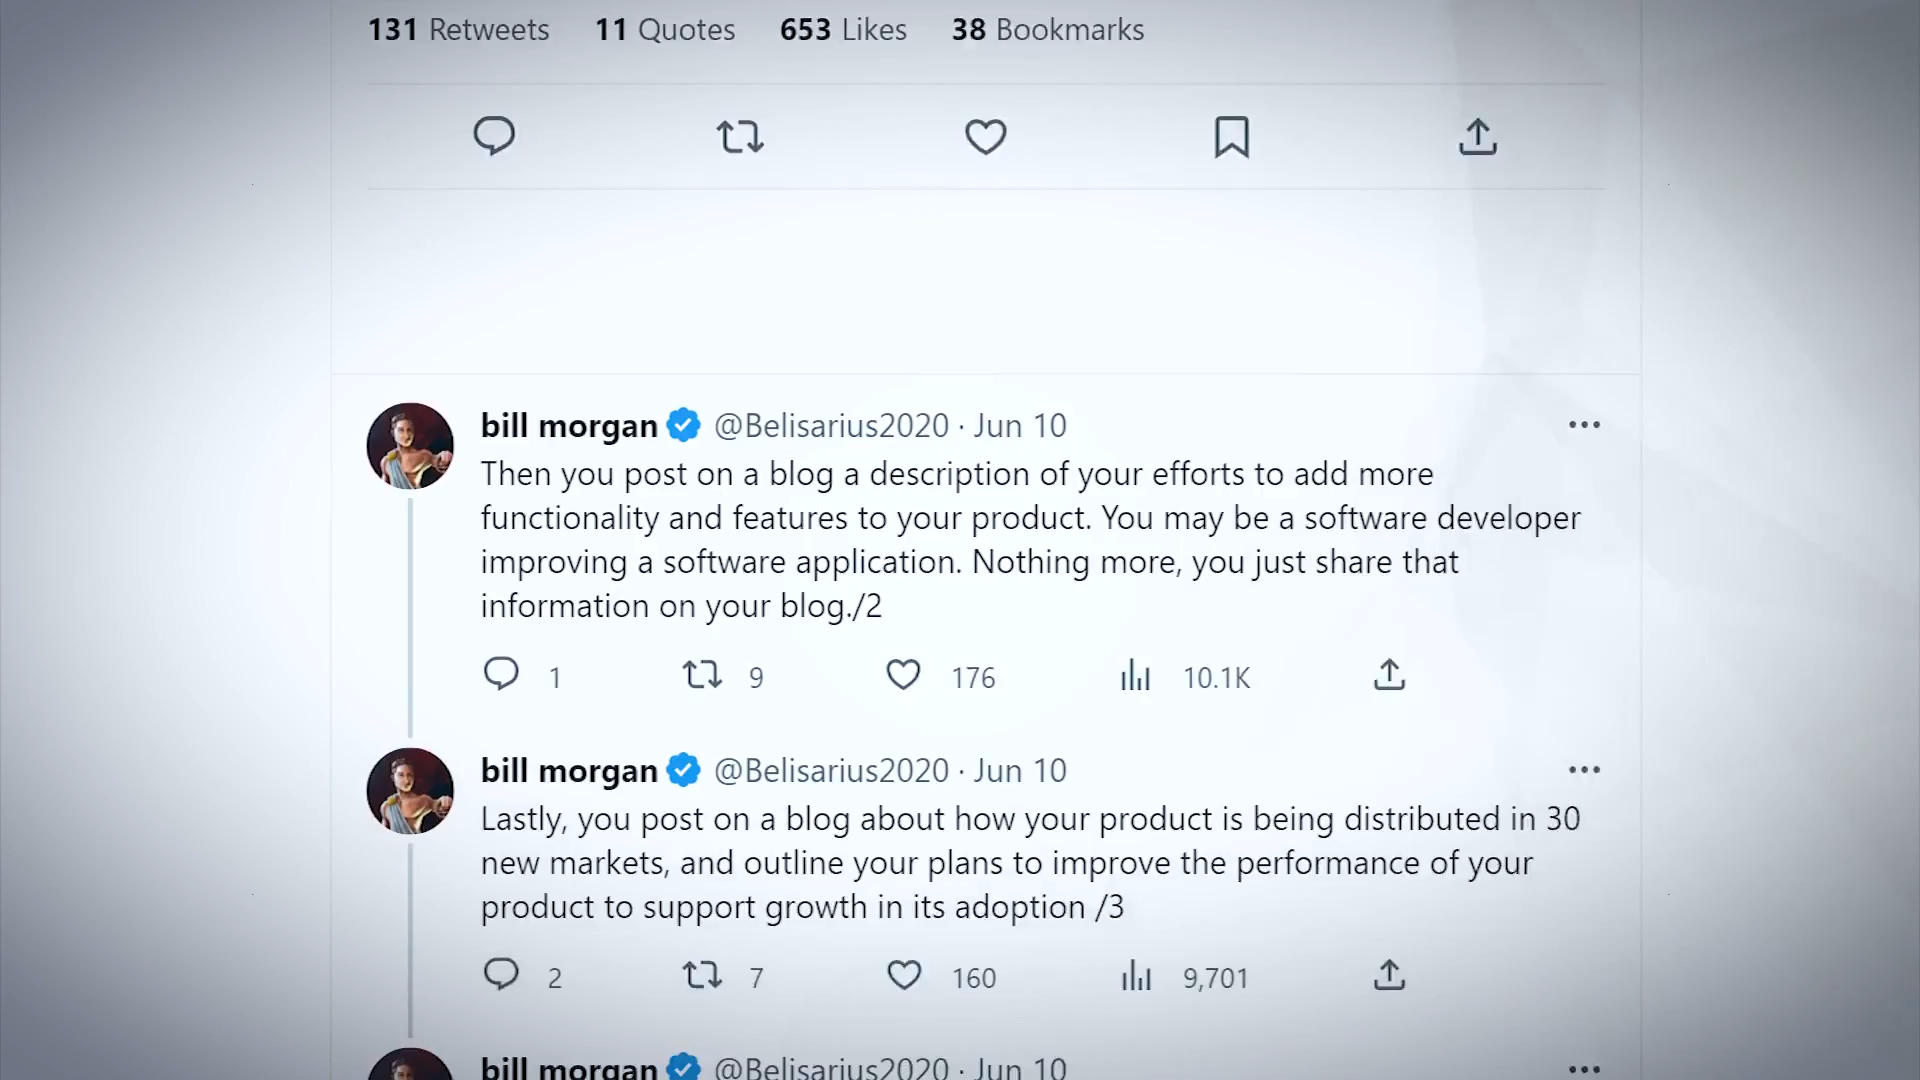 131 Retweets 11 Quotes 653 Likes 38 Bookmarks
bill morgan @Belisarius2020 · Jun 10
Then you post on a blog a description of your efforts to add more
functionality and features to your product. You may be a software developer
improving a software application. Nothing more, you just share that
information on your blog./2
1 9 176 10.1K
bill morgan @Belisarius2020 · Jun 10
Lastly, you post on a blog about how your product is being distributed in 30
new markets, and outline your plans to improve the performance of your
product to support growth in its adoption /3
2 7 160 9,701
bill morgan @Belisarius2020 · Jun 10